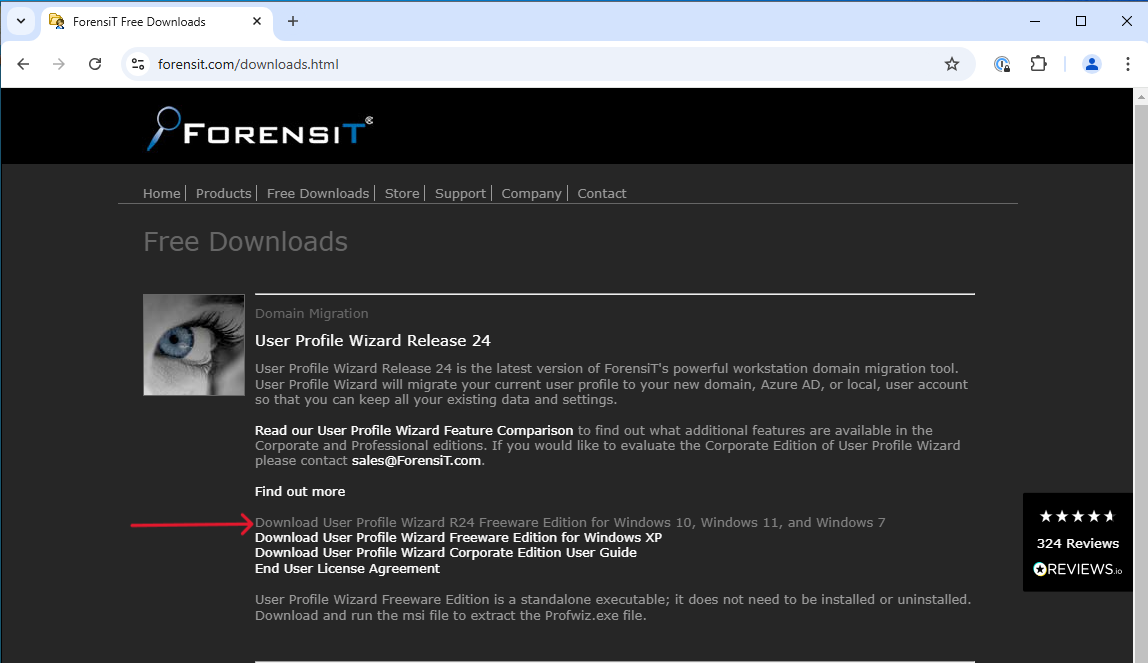 ForensiT Free Downloads
forensit.com/downloads.html
FORENSIT
Home | Products | Free Downloads | Store | Support | Company | Contact
Free Downloads
Domain Migration
User Profile Wizard Release 24
User Profile Wizard Release 24 is the latest version of ForensiT's powerful workstation domain migration tool.
User Profile Wizard will migrate your current user profile to your new domain, Azure AD, or local, user account
so that you can keep all your existing data and settings.
Read our User Profile Wizard Feature Comparison to find out what additional features are available in the
Corporate and Professional editions. If you would like to evaluate the Corporate Edition of User Profile Wizard
please contact sales@ForensiT.com.
Find out more
Download User Profile Wizard R24 Freeware Edition for Windows 10, Windows 11, and Windows 7
Download User Profile Wizard Freeware Edition for Windows XP
Download User Profile Wizard Corporate Edition User Guide
End User License Agreement
User Profile Wizard Freeware Edition is a standalone executable; it does not need to be installed or uninstalled.
Download and run the msi file to extract the Profwiz.exe file.
324 Reviews
REVIEWS.io